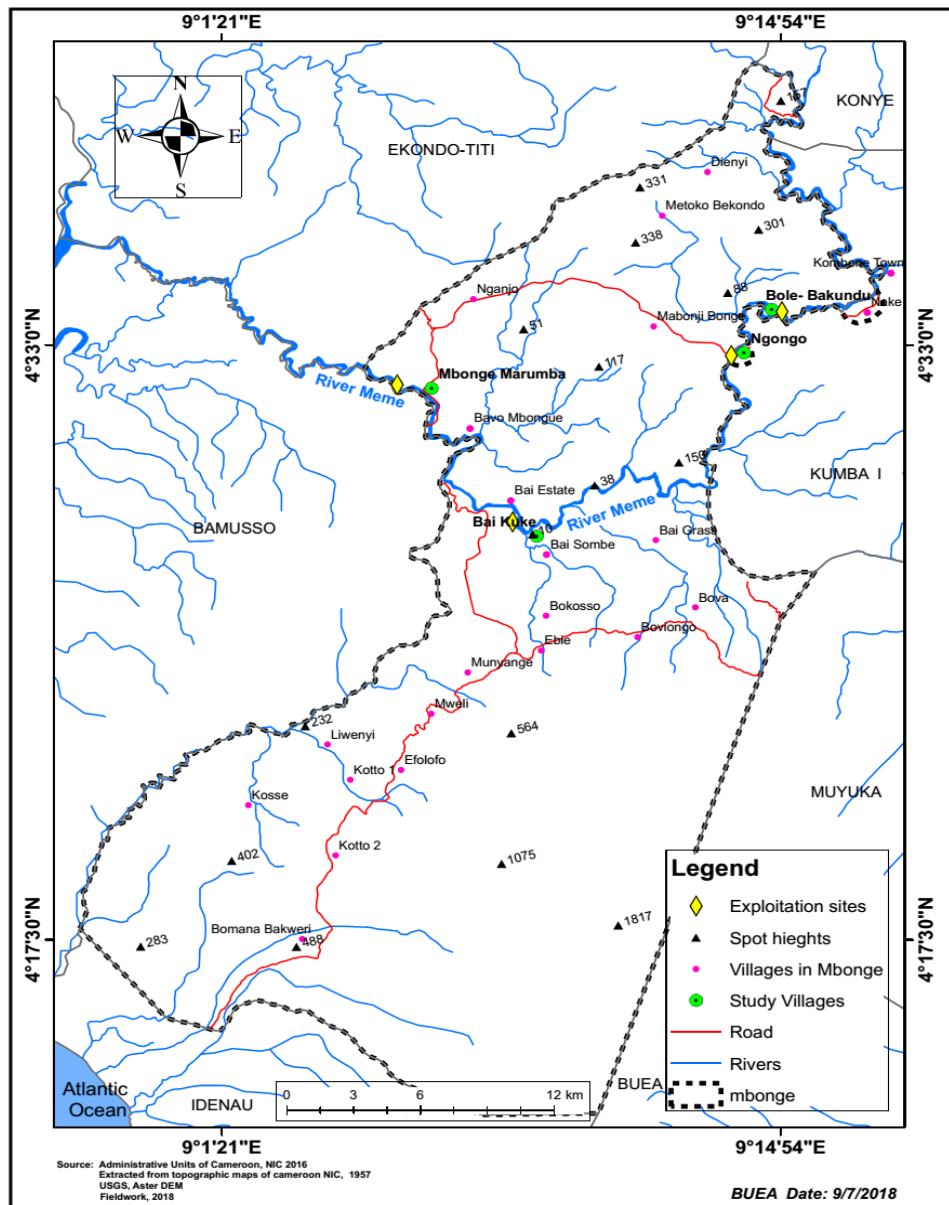 9°1'21"E 9°14'54"E
N
W E
S
KONYE
EKONDO-TITI
Dienyi
331
Metoko Bekondo
301
338
Kombone Town
88
Nganjo
Bole- Bakundu
Nake
51
Mabonji Bonge
4°33'0"N 4°33'0"N
Ngongo
117
Mbonge Marumba
River Meme
Bavo Mbongue
150
KUMBA I
38
Bai Estate
River Meme
BAMUSSO
Bai Kuke
10
Bai Grass
Bai Sombe
Bova
Bokosso
Boviongo
Ebie
Munyange
Mweli
232
564
Liwenyi
Efolofo
Kotto 1
MUYUKA
Kosse
Kotto 2
402
1075
Legend
Exploitation sites
Spot hieghts
Villages in Mbonge
Study Villages
Road
Rivers
mbonge
1817
Bomana Bakweri
488
283
4°17'30"N 4°17'30"N
Atlantic
Ocean
IDENAU
BUEA
0 3 6 12 km
9°1'21"E 9°14'54"E
Source: Administrative Units of Cameroon, NIC 2016
Extracted from topographic maps of cameroon NIC, 1957
USGS, Aster DEM
Fieldwork, 2018
BUEA Date: 9/7/2018